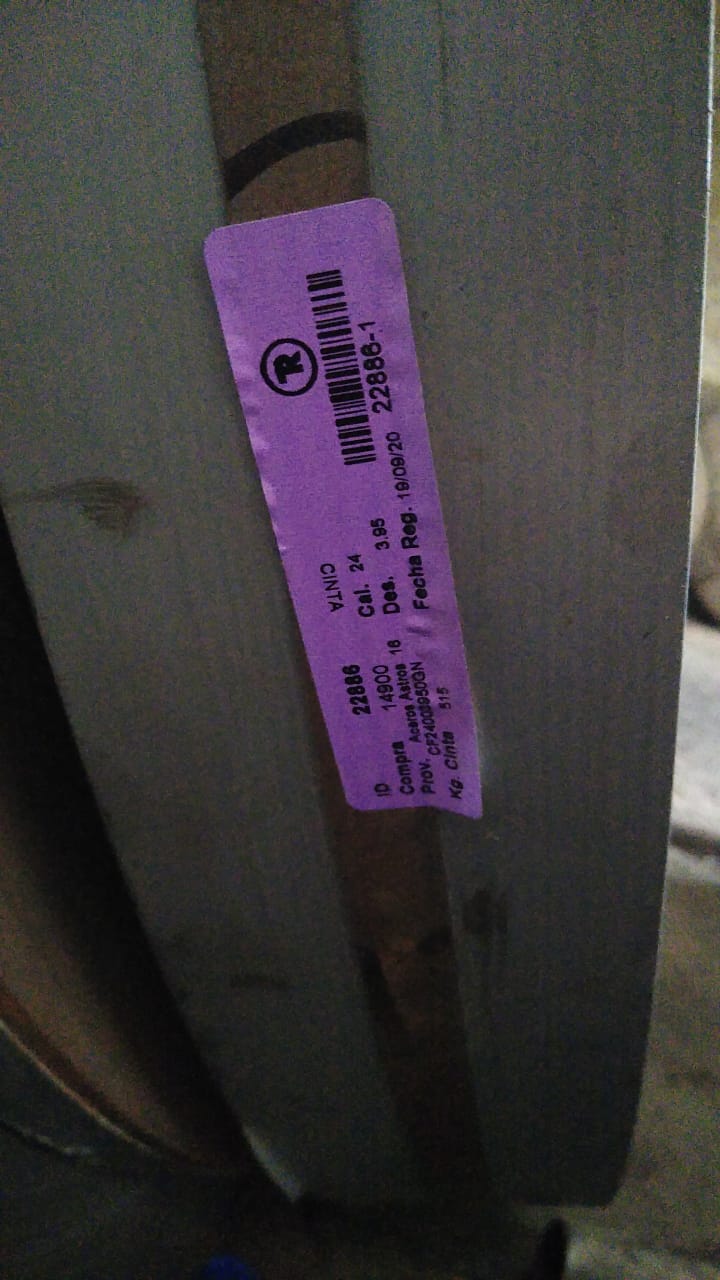 CINTA
ID 22886 Cal. 24
Compra 14900 Des. 3.95
Prov. Aceros Astros 16 // Fecha Reg. 19/09/20
CP24003950GN
Kg. Cinta 515
R
22886-1